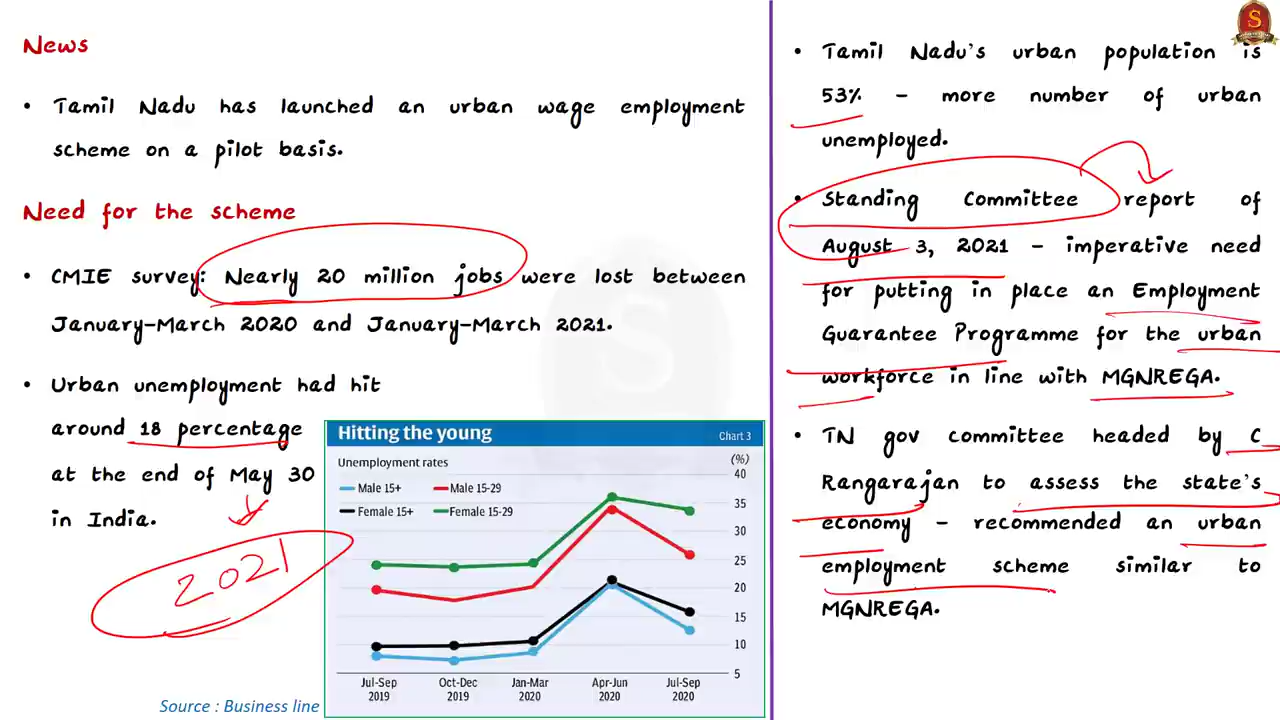 News
• Tamil Nadu has launched an urban wage employment
scheme on a pilot basis.
Need for the scheme
• CMIE survey: Nearly 20 million jobs were lost between
January-March 2020 and January-March 2021.
• Urban unemployment had hit
around 18 percentage
at the end of May 30
in India.
2021
Hitting the young
Chart 3
Unemployment rates
(%)
Male 15+ Male 15-29
Female 15+ Female 15-29
40
35
30
25
20
15
10
5
Jul-Sep Oct-Dec Jan-Mar Apr-Jun Jul-Sep
2019 2019 2020 2020 2020
Source : Business line
• Tamil Nadu's urban population is
53% - more number of urban
unemployed.
• Standing Committee report of
August 3, 2021 - imperative need
for putting in place an Employment
Guarantee Programme for the urban
workforce in line with MGNREGA.
• TN gov committee headed by C
Rangarajan to assess the state's
economy - recommended an urban
employment scheme similar to
MGNREGA.
S